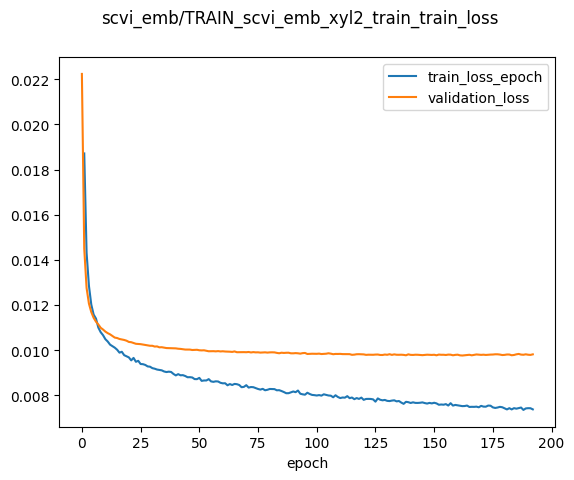 scvi_emb/TRAIN_scvi_emb_xyl2_train_train_loss
train_loss_epoch
validation_loss
0.022
0.020
0.018
0.016
0.014
0.012
0.010
0.008
0 25 50 75 100 125 150 175 200
epoch